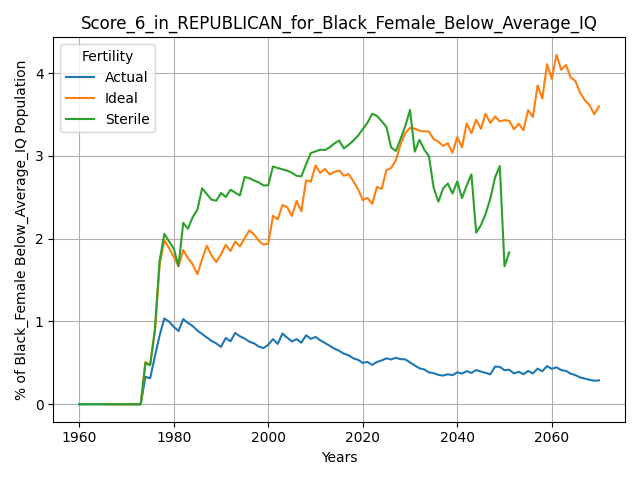 Score_6_in_REPUBLICAN_for_Black_Female_Below_Average_IQ
Fertility
Actual
Ideal
Sterile
% of Black_Female Below_Average_IQ Population
4
3
2
1
0
1960
1980
2000
2020
2040
2060
Years